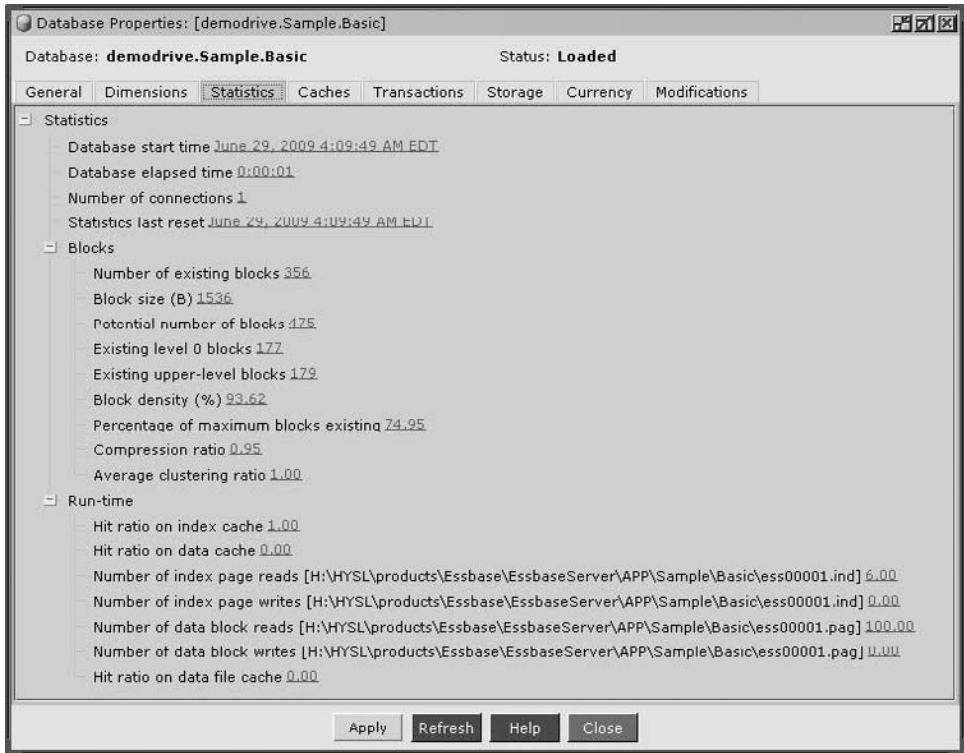 Database Properties: [demodrive.Sample.Basic]
Database: demodrive.Sample.Basic Status: Loaded
General Dimensions Statistics Caches Transactions Storage Currency Modifications
Statistics
Database start time June 29, 2009 4:09:49 AM EDT
Database elapsed time 0:00:01
Number of connections 1
Statistics last reset June 29, 2009 4:09:49 AM EDT
Blocks
Number of existing blocks 356
Block size (B) 1536
Potential number of blocks 475
Existing level 0 blocks 177
Existing upper-level blocks 179
Block density (%) 93.62
Percentage of maximum blocks existing 74.95
Compression ratio 0.95
Average clustering ratio 1.00
Run-time
Hit ratio on index cache 1.00
Hit ratio on data cache 0.00
Number of index page reads [H:\HYSL\products\Essbase\EssbaseServer\APP\Sample\Basic\ess00001.ind] 6.00
Number of index page writes [H:\HYSL\products\Essbase\EssbaseServer\APP\Sample\Basic\ess00001.ind] 0.00
Number of data block reads [H:\HYSL\products\Essbase\EssbaseServer\APP\Sample\Basic\ess00001.pag] 100.00
Number of data block writes [H:\HYSL\products\Essbase\EssbaseServer\APP\Sample\Basic\ess00001.pag] 0.00
Hit ratio on data file cache 0.00
Apply Refresh Help Close